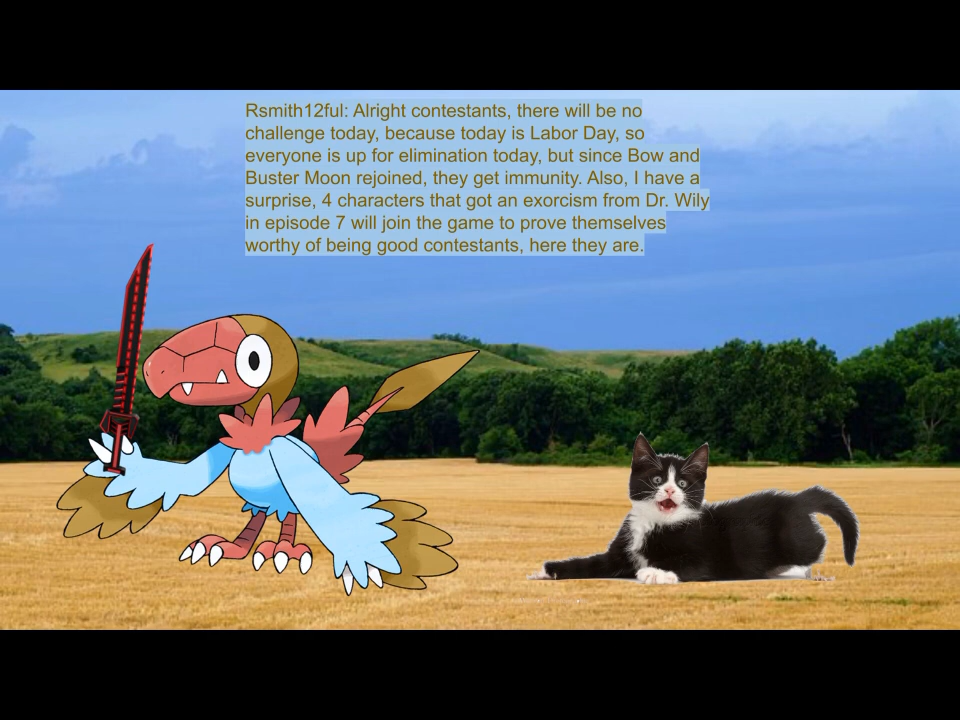 Rsmith12ful: Alright contestants, there will be no
challenge today, because today is Labor Day, so
everyone is up for elimination today, but since Bow and
Buster Moon rejoined, they get immunity. Also, I have a
surprise, 4 characters that got an exorcism from Dr. Wily
in episode 7 will join the game to prove themselves
worthy of being good contestants, here they are.